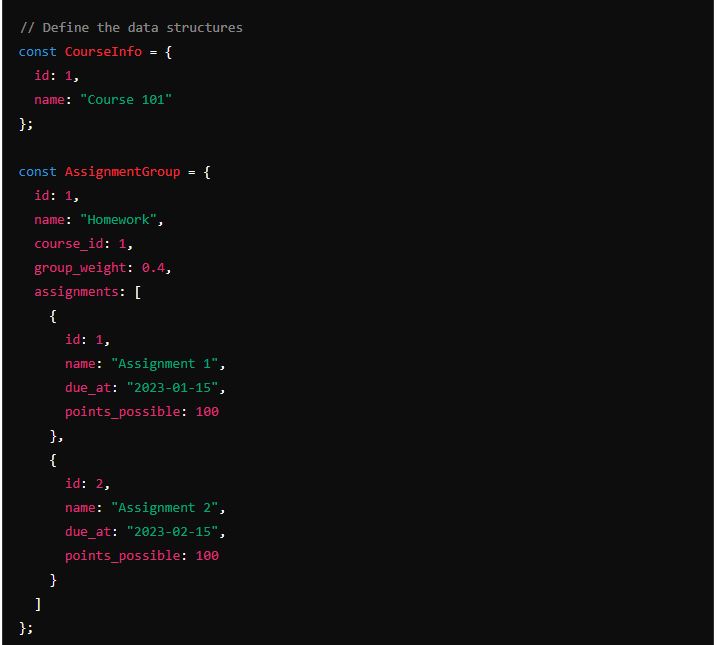 // Define the data structures
const CourseInfo = {
  id: 1,
  name: "Course 101"
};

const AssignmentGroup = {
  id: 1,
  name: "Homework",
  course_id: 1,
  group_weight: 0.4,
  assignments: [
    {
      id: 1,
      name: "Assignment 1",
      due_at: "2023-01-15",
      points_possible: 100
    },
    {
      id: 2,
      name: "Assignment 2",
      due_at: "2023-02-15",
      points_possible: 100
    }
  ]
};